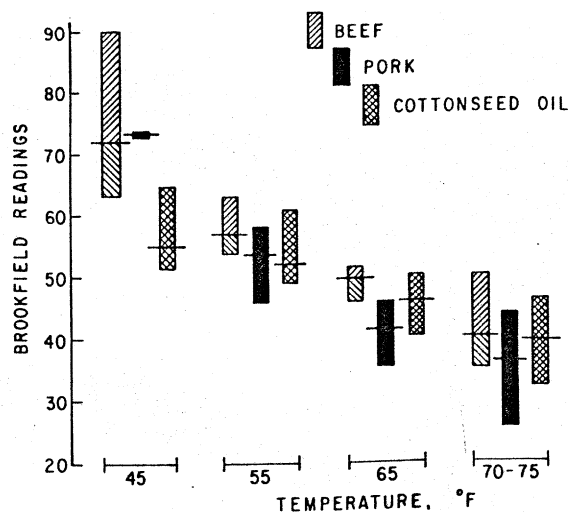 90
80
70
60
50
40
30
20
BROOKFIELD READINGS
BEEF
PORK
COTTONSEED OIL
45
55
65
70-75
TEMPERATURE, °F